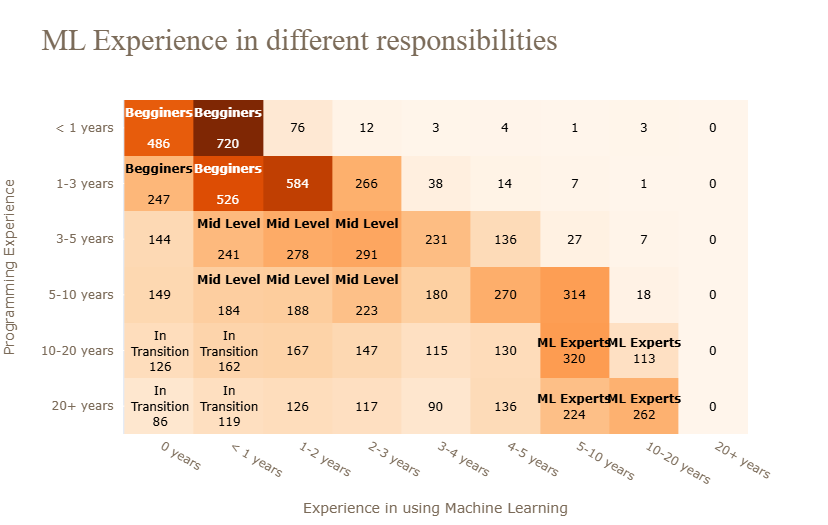 ML Experience in different responsibilities
Programming Experience
< 1 years
Begginers
486
Begginers
720
76
12
3
4
1
3
0
1-3 years
Begginers
247
Begginers
526
584
266
38
14
7
1
0
3-5 years
144
Mid Level
241
Mid Level
278
Mid Level
291
231
136
27
7
0
5-10 years
149
Mid Level
184
Mid Level
188
Mid Level
223
180
270
314
18
0
10-20 years
In
Transition
126
In
Transition
162
167
147
115
130
ML Experts
320
ML Experts
113
0
20+ years
In
Transition
86
In
Transition
119
126
117
90
136
ML Experts
224
ML Experts
262
0
0 years
< 1 years
1-2 years
2-3 years
3-4 years
4-5 years
5-10 years
10-20 years
20+ years
Experience in using Machine Learning